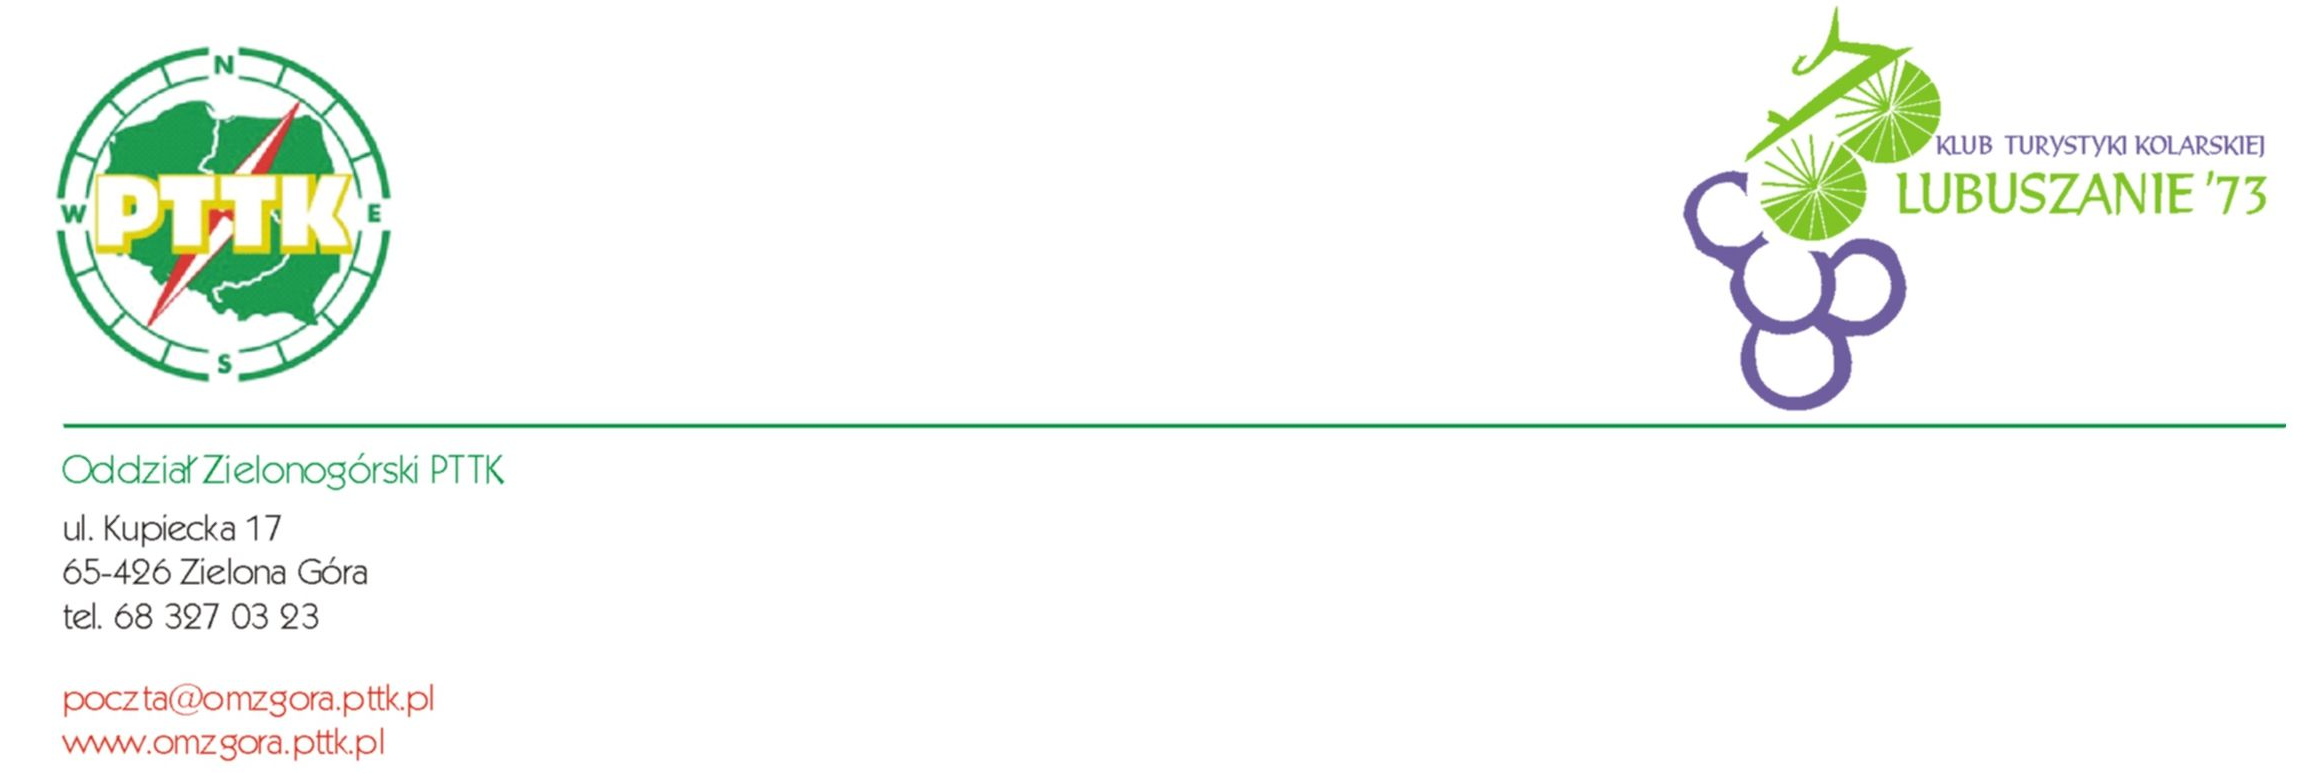 N
W PTTK E
S
KLUB TURYSTYKI KOLARSKIEJ
LUBUSZANIE '73
Oddział Zielonogórski PTTK
ul. Kupiecka 17
65-426 Zielona Góra
tel. 68 327 03 23
poczta@omzgora.pttk.pl
www.omzgora.pttk.pl